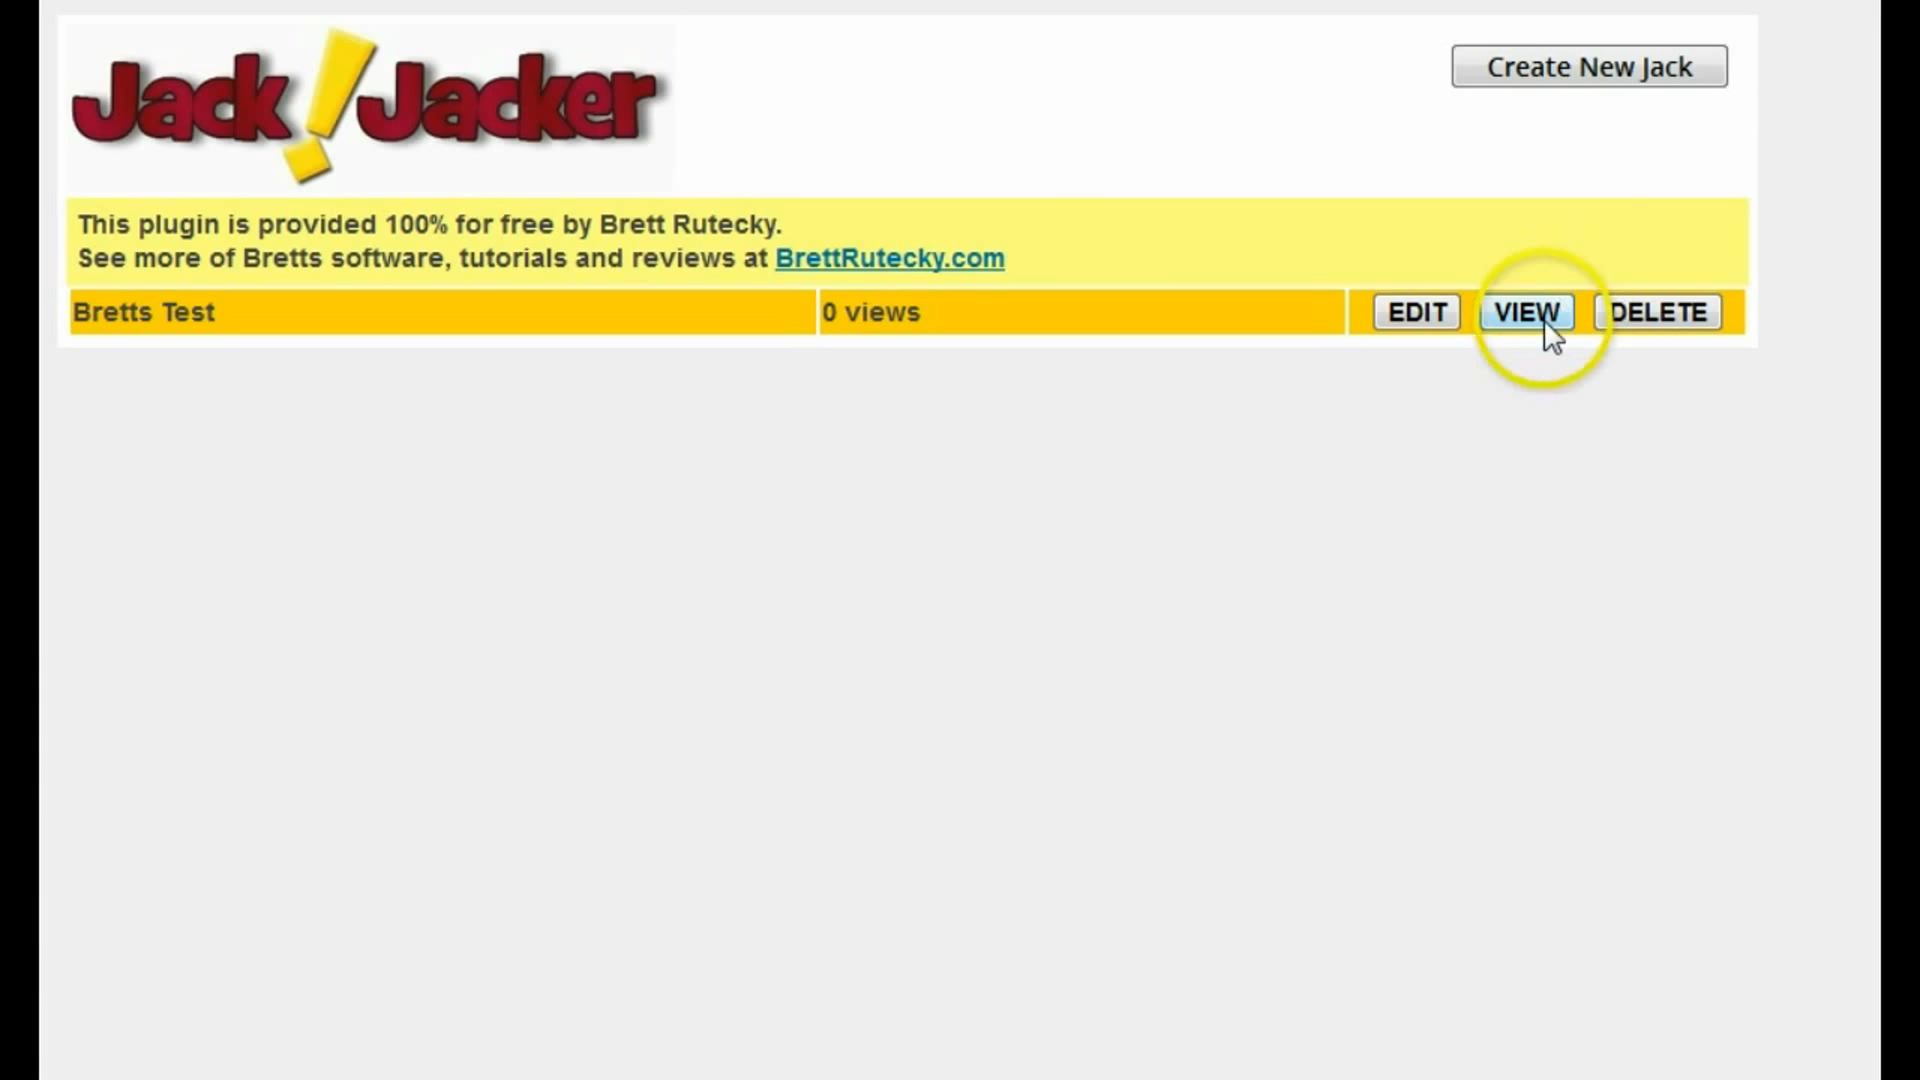 Jack!Jacker
Create New Jack
This plugin is provided 100% for free by Brett Rutecky.
See more of Bretts software, tutorials and reviews at BrettRutecky.com
Bretts Test 0 views EDIT VIEW DELETE